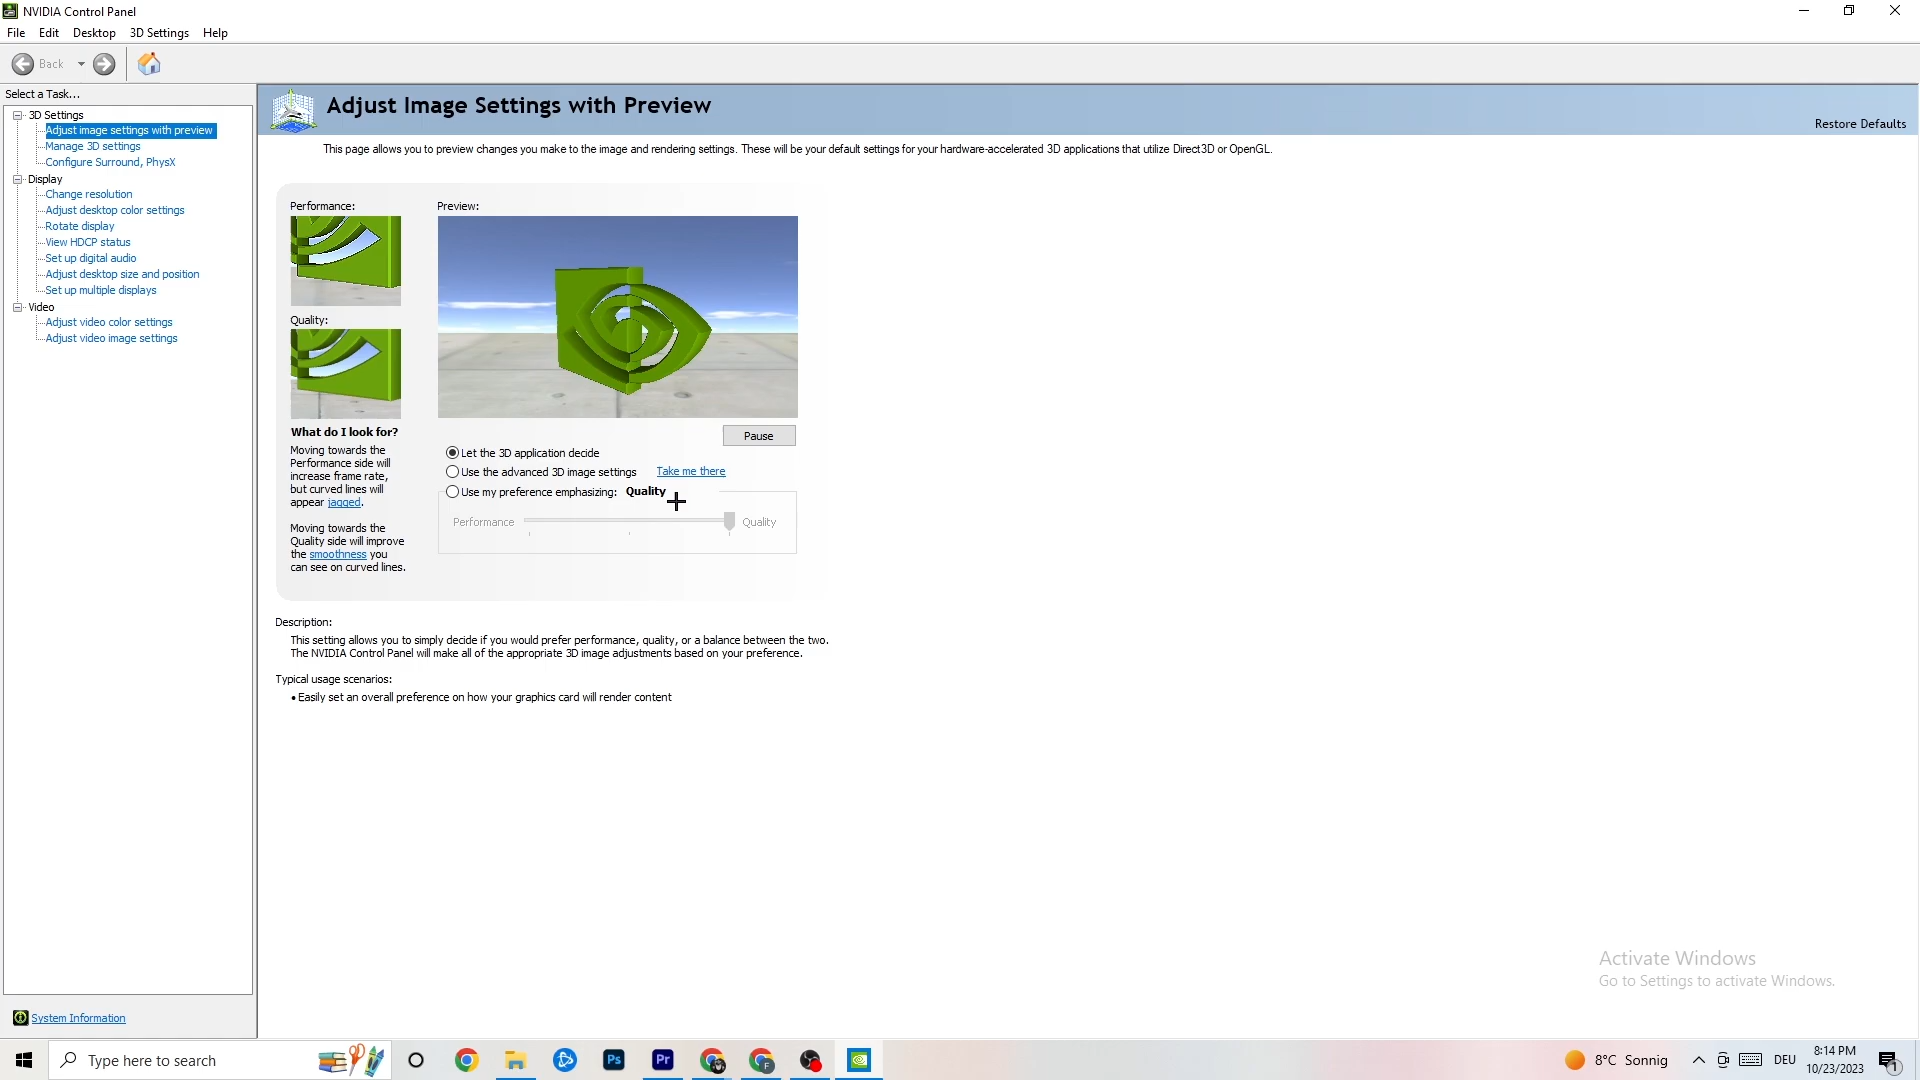 NVIDIA Control Panel
File Edit Desktop 3D Settings Help
Back
Select a Task...
3D Settings
Adjust image settings with preview
Manage 3D settings
Configure Surround, PhysX
Display
Change resolution
Adjust desktop color settings
Rotate display
View HDCP status
Set up digital audio
Adjust desktop size and position
Set up multiple displays
Video
Adjust video color settings
Adjust video image settings
System Information
Adjust Image Settings with Preview
Restore Defaults
This page allows you to preview changes you make to the image and rendering settings. These will be your default settings for your hardware-accelerated 3D applications that utilize Direct3D or OpenGL.
Performance:
Quality:
What do I look for?
Moving towards the
Performance side will
increase frame rate,
but curved lines will
appear jagged.
Moving towards the
Quality side will improve
the smoothness you
can see on curved lines.
Preview:
Pause
Let the 3D application decide
Use the advanced 3D image settings Take me there
Use my preference emphasizing: Quality
Performance Quality
Description:
This setting allows you to simply decide if you would prefer performance, quality, or a balance between the two.
The NVIDIA Control Panel will make all of the appropriate 3D image adjustments based on your preference.
Typical usage scenarios:
• Easily set an overall preference on how your graphics card will render content
Activate Windows
Go to Settings to activate Windows.
Type here to search
Ps
Pr
F
8°C Sonnig
DEU
8:14 PM
10/23/2023
1